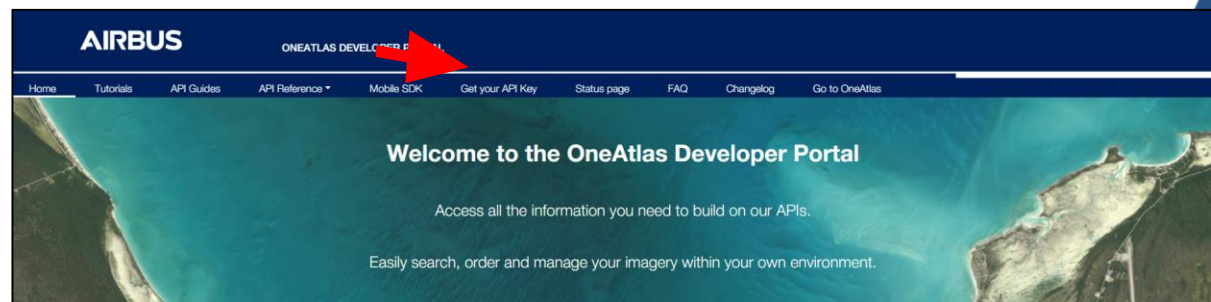 AIRBUS
ONEATLAS DEVELOPER PORTAL
Home Tutorials API Guides API Reference Mobile SDK Get your API Key Status page FAQ Changelog Go to OneAtlas
Welcome to the OneAtlas Developer Portal
Access all the information you need to build on our APIs.
Easily search, order and manage your imagery within your own environment.